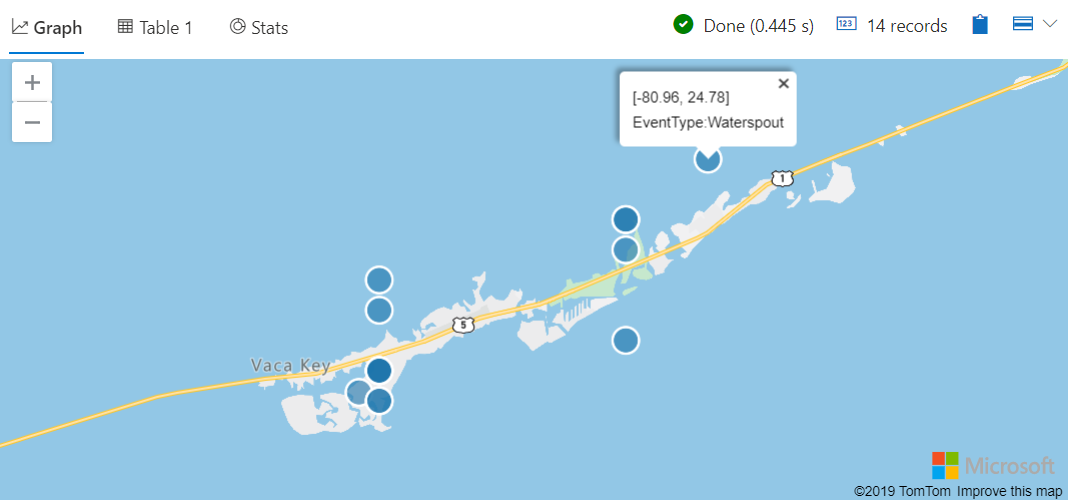 Graph
Table 1
Stats
Done (0.445 s)
123
14 records
+
−
[-80.96, 24.78]
EventType:Waterspout
1
5
Vaca Key
Microsoft
©2019 TomTom Improve this map